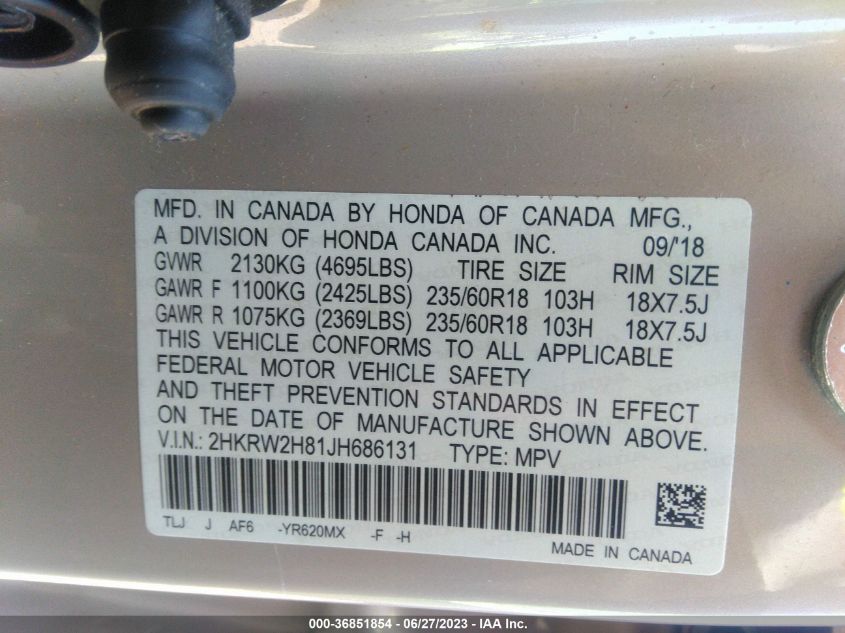 MFD. IN CANADA BY HONDA OF CANADA MFG.,
A DIVISION OF HONDA CANADA INC. 09/'18
GVWR 2130KG (4695LBS) TIRE SIZE RIM SIZE
GAWR F 1100KG (2425LBS) 235/60R18 103H 18X7.5J
GAWR R 1075KG (2369LBS) 235/60R18 103H 18X7.5J
THIS VEHICLE CONFORMS TO ALL APPLICABLE
FEDERAL MOTOR VEHICLE SAFETY
AND THEFT PREVENTION STANDARDS IN EFFECT
ON THE DATE OF MANUFACTURE SHOWN ABOVE.
V.I.N.: 2HKRW2H81JH686131 TYPE: MPV
TLJ J AF6 -YR620MX -F -H
MADE IN CANADA
000-36851854 / 06/27/2023 - IAA Inc.